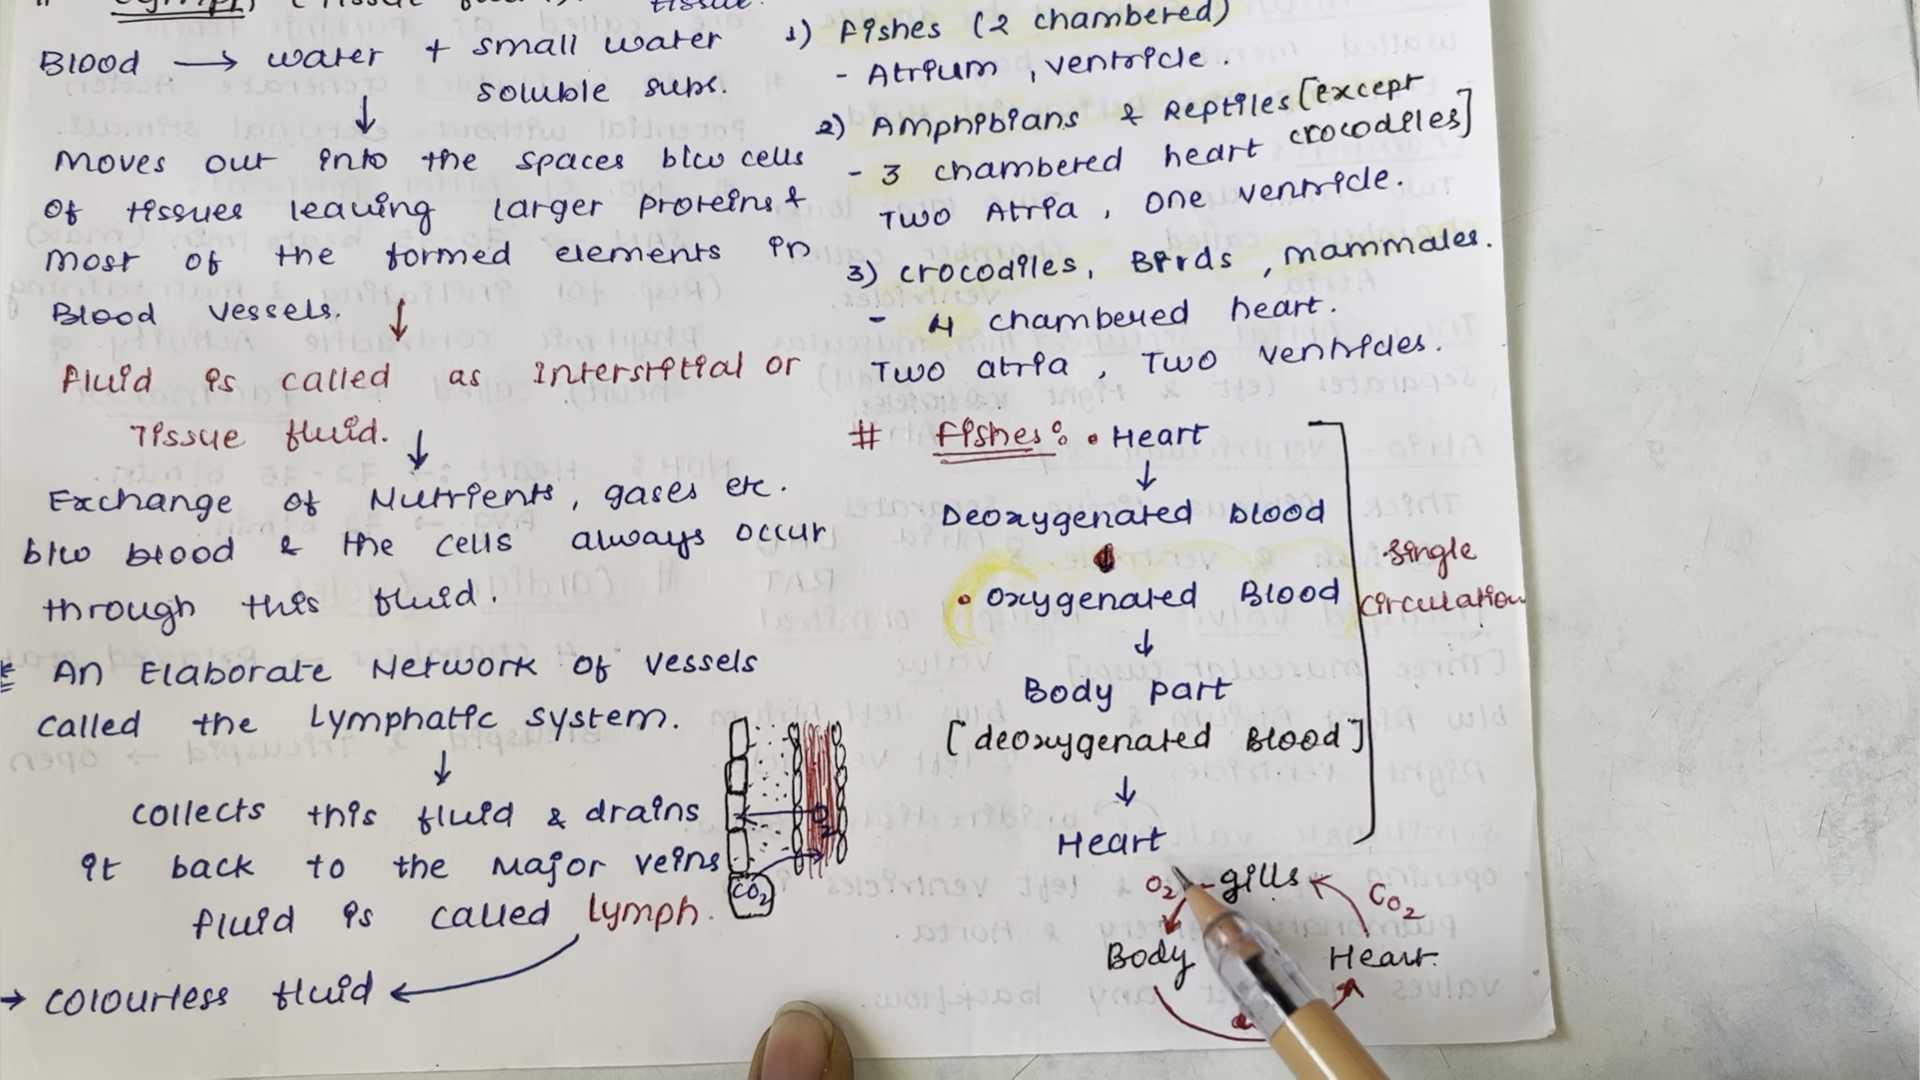 Lymph (Tissue fluid):
tissue.
Blood → water + small water
soluble subs.
↓
Moves out into the spaces b/w cells
of tissues leaving larger proteins &
most of the formed elements in
Blood vessels.
↓
fluid is called as Interstitial or
Tissue fluid.
↓
Exchange of Nutrients, gases etc.
b/w blood & the cells always occur
through this fluid.
An Elaborate Network of vessels
called the Lymphatic system.
↓
collects this fluid & drains
it back to the Major veins
fluid is called Lymph.
→ colourless fluid ←
O2
CO2
1) Fishes (2 chambered)
- Atrium, ventricle.
2) Amphibians & Reptiles [except
crocodiles]
- 3 chambered heart
Two Atria, one ventricle.
3) crocodiles, Birds, mammales.
- 4 chambered heart.
Two atria, Two ventricles.
# Fishes: • Heart
↓
Deoxygenated blood
↓
• Oxygenated Blood
↓
Body part
[deoxygenated Blood]
↓
Heart
single
circulation
O2 gills CO2
Body Heart.